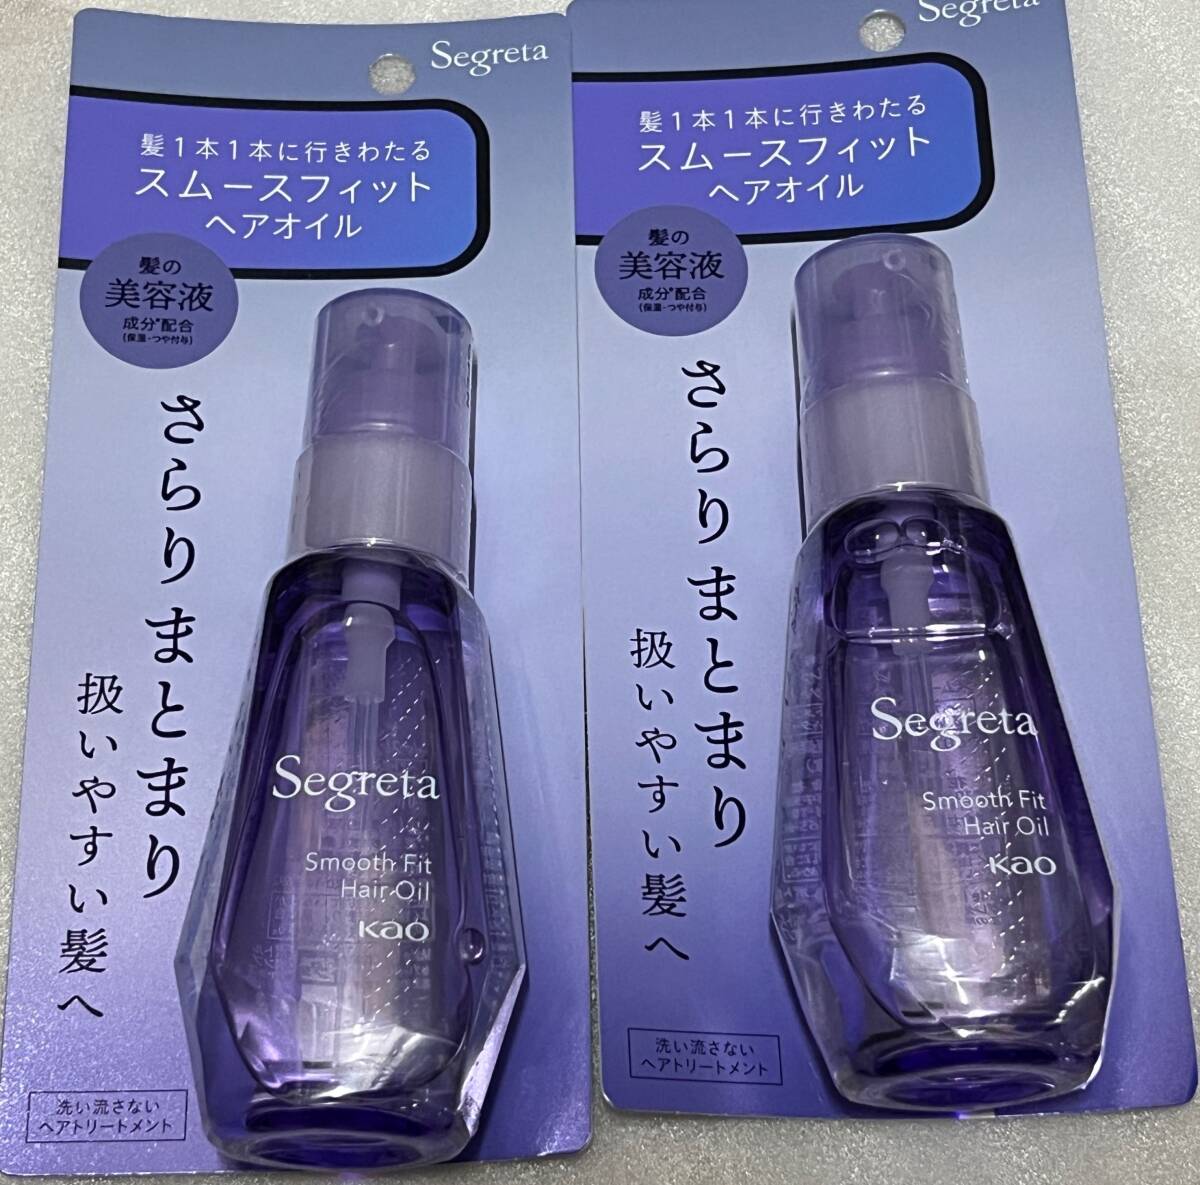 Segreta
髪1本1本に行きわたる
スムースフィット
ヘアオイル
髪の
美容液
成分*配合
(保湿・つや付与)
さらりまとまり
扱いやすい髪へ
Segreta
Smooth Fit
Hair Oil
Kao
洗い流さない
ヘアトリートメント
Segreta
髪1本1本に行きわたる
スムースフィット
ヘアオイル
髪の
美容液
成分*配合
(保湿・つや付与)
さらりまとまり
扱いやすい髪へ
Segreta
Smooth Fit
Hair Oil
Kao
洗い流さない
ヘアトリートメント